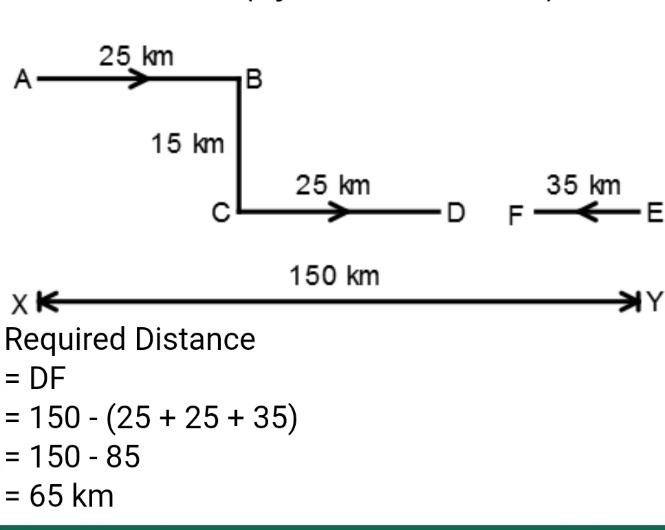 25 km
A B
15 km
25 km 35 km
C D F E
150 km
X Y
Required Distance
= DF
= 150 - (25 + 25 + 35)
= 150 - 85
= 65 km